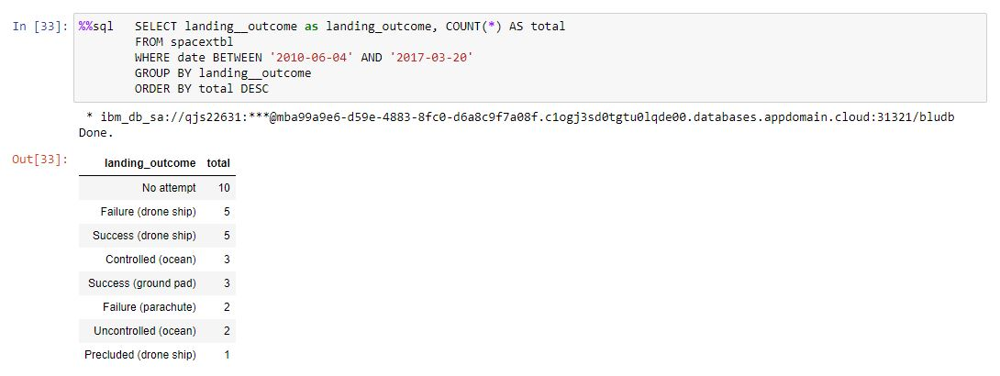 In [33]: %%sql SELECT landing__outcome as landing_outcome, COUNT(*) AS total
FROM spacextbl
WHERE date BETWEEN '2010-06-04' AND '2017-03-20'
GROUP BY landing__outcome
ORDER BY total DESC
* ibm_db_sa://qjs22631:***@mba99a9e6-d59e-4883-8fc0-d6a8c9f7a08f.c1ogj3sd0tgtu0lqde00.databases.appdomain.cloud:31321/bludb
Done.
Out[33]: landing_outcome total
No attempt 10
Failure (drone ship) 5
Success (drone ship) 5
Controlled (ocean) 3
Success (ground pad) 3
Failure (parachute) 2
Uncontrolled (ocean) 2
Precluded (drone ship) 1